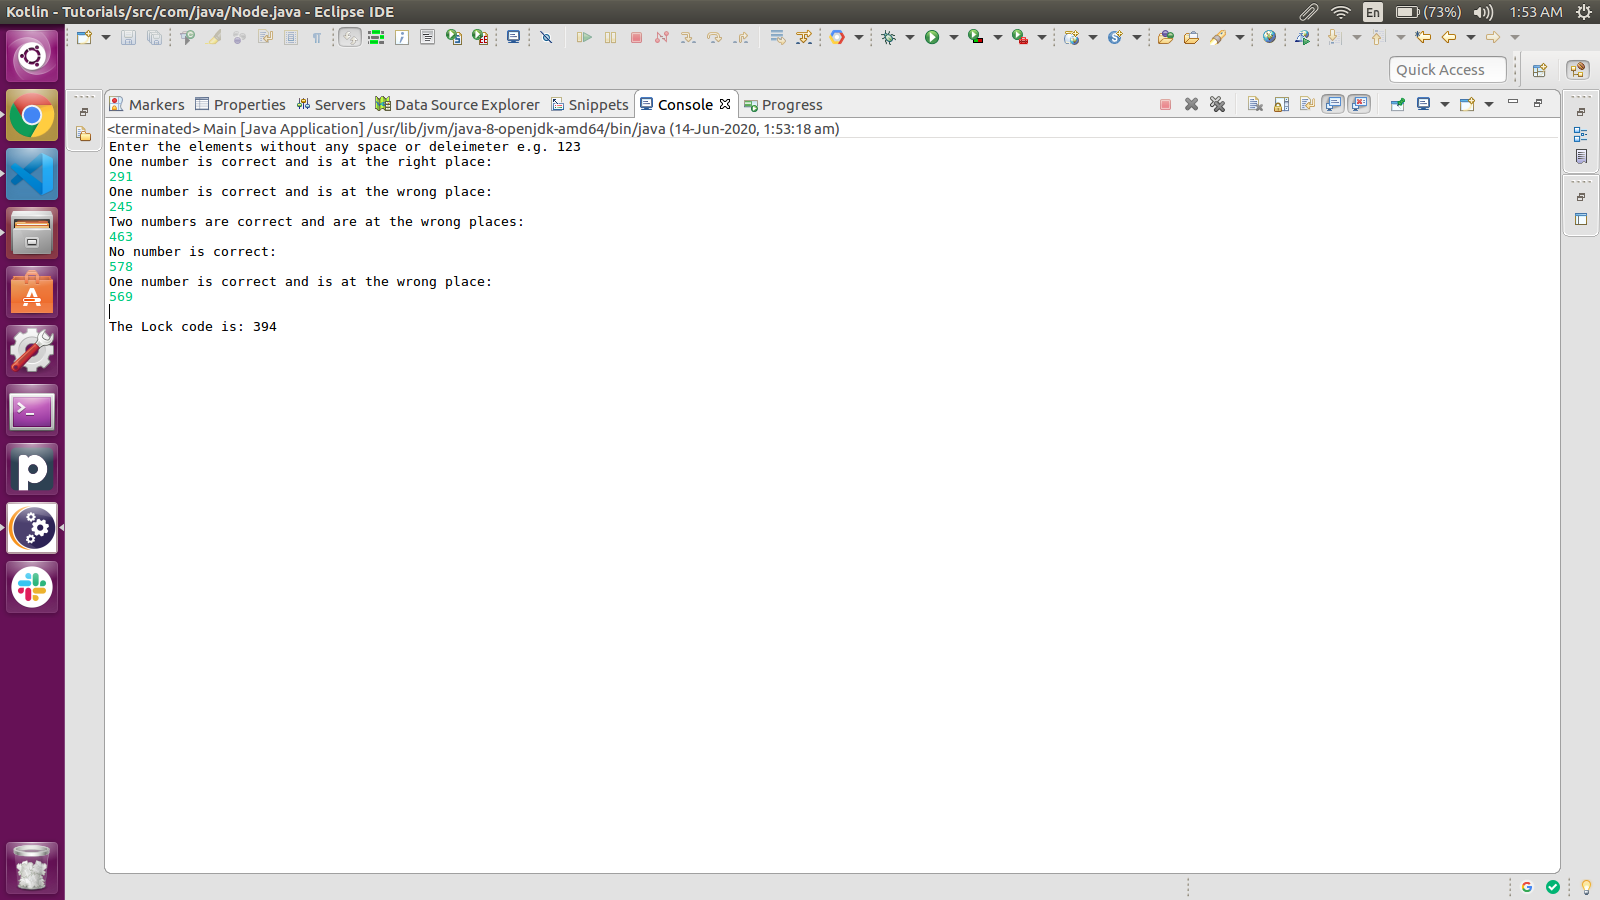 Kotlin - Tutorials/src/com/java/Node.java - Eclipse IDE
En
(73%)
1:53 AM
Quick Access
Markers
Properties
Servers
Data Source Explorer
Snippets
Console
Progress
<terminated> Main [Java Application] /usr/lib/jvm/java-8-openjdk-amd64/bin/java (14-Jun-2020, 1:53:18 am)
Enter the elements without any space or deleimeter e.g. 123
One number is correct and is at the right place:
291
One number is correct and is at the wrong place:
245
Two numbers are correct and are at the wrong places:
463
No number is correct:
578
One number is correct and is at the wrong place:
569
The Lock code is: 394